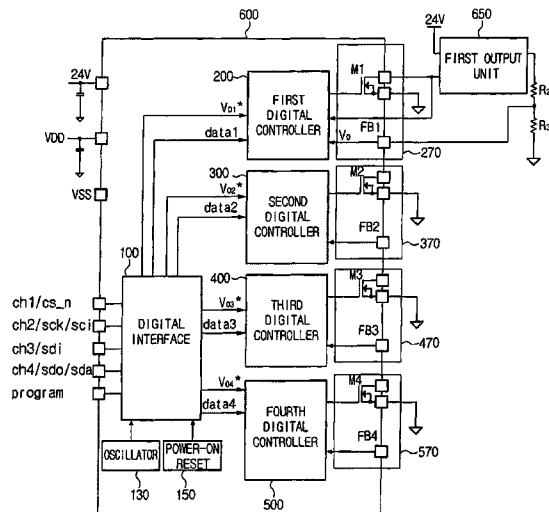 600
24V
650
FIRST OUTPUT
UNIT
24V
200
M1
FIRST
DIGITAL
CONTROLLER
V01*
data1
FB1
Vo
270
R2
R3
VDD
VSS
300
M2
SECOND
DIGITAL
CONTROLLER
V02*
data2
FB2
370
100
DIGITAL
INTERFACE
400
M3
THIRD
DIGITAL
CONTROLLER
V03*
data3
FB3
470
ch1/cs_n
ch2/sck/sci
ch3/sdi
ch4/sdo/sda
program
V04*
data4
M4
FOURTH
DIGITAL
CONTROLLER
FB4
570
500
OSCILLATOR
130
POWER-ON
RESET
150